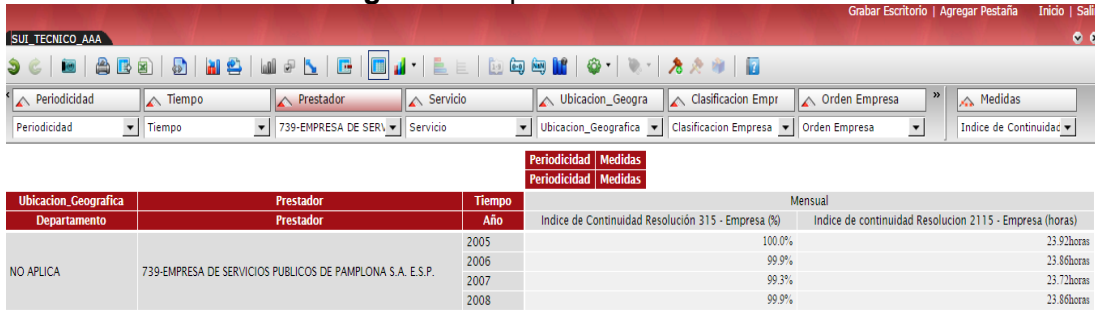 Grabar Escritorio | Agregar Pestaña Inicio | Sali
SUI_TECNICO_AAA
Periodicidad Tiempo Prestador Servicio Ubicacion_Geogra Clasificacion Empr Orden Empresa » Medidas
Periodicidad Tiempo 739-EMPRESA DE SERV Servicio Ubicacion_Geografica Clasificacion Empresa Orden Empresa Indice de Continuidad
Periodicidad Medidas
Periodicidad Medidas
Ubicacion_Geografica Prestador Tiempo Mensual
Departamento Prestador Año Indice de Continuidad Resolución 315 - Empresa (%) Indice de continuidad Resolucion 2115 - Empresa (horas)
NO APLICA 739-EMPRESA DE SERVICIOS PUBLICOS DE PAMPLONA S.A. E.S.P. 2005 100.0% 23.92horas
2006 99.9% 23.86horas
2007 99.3% 23.72horas
2008 99.9% 23.86horas